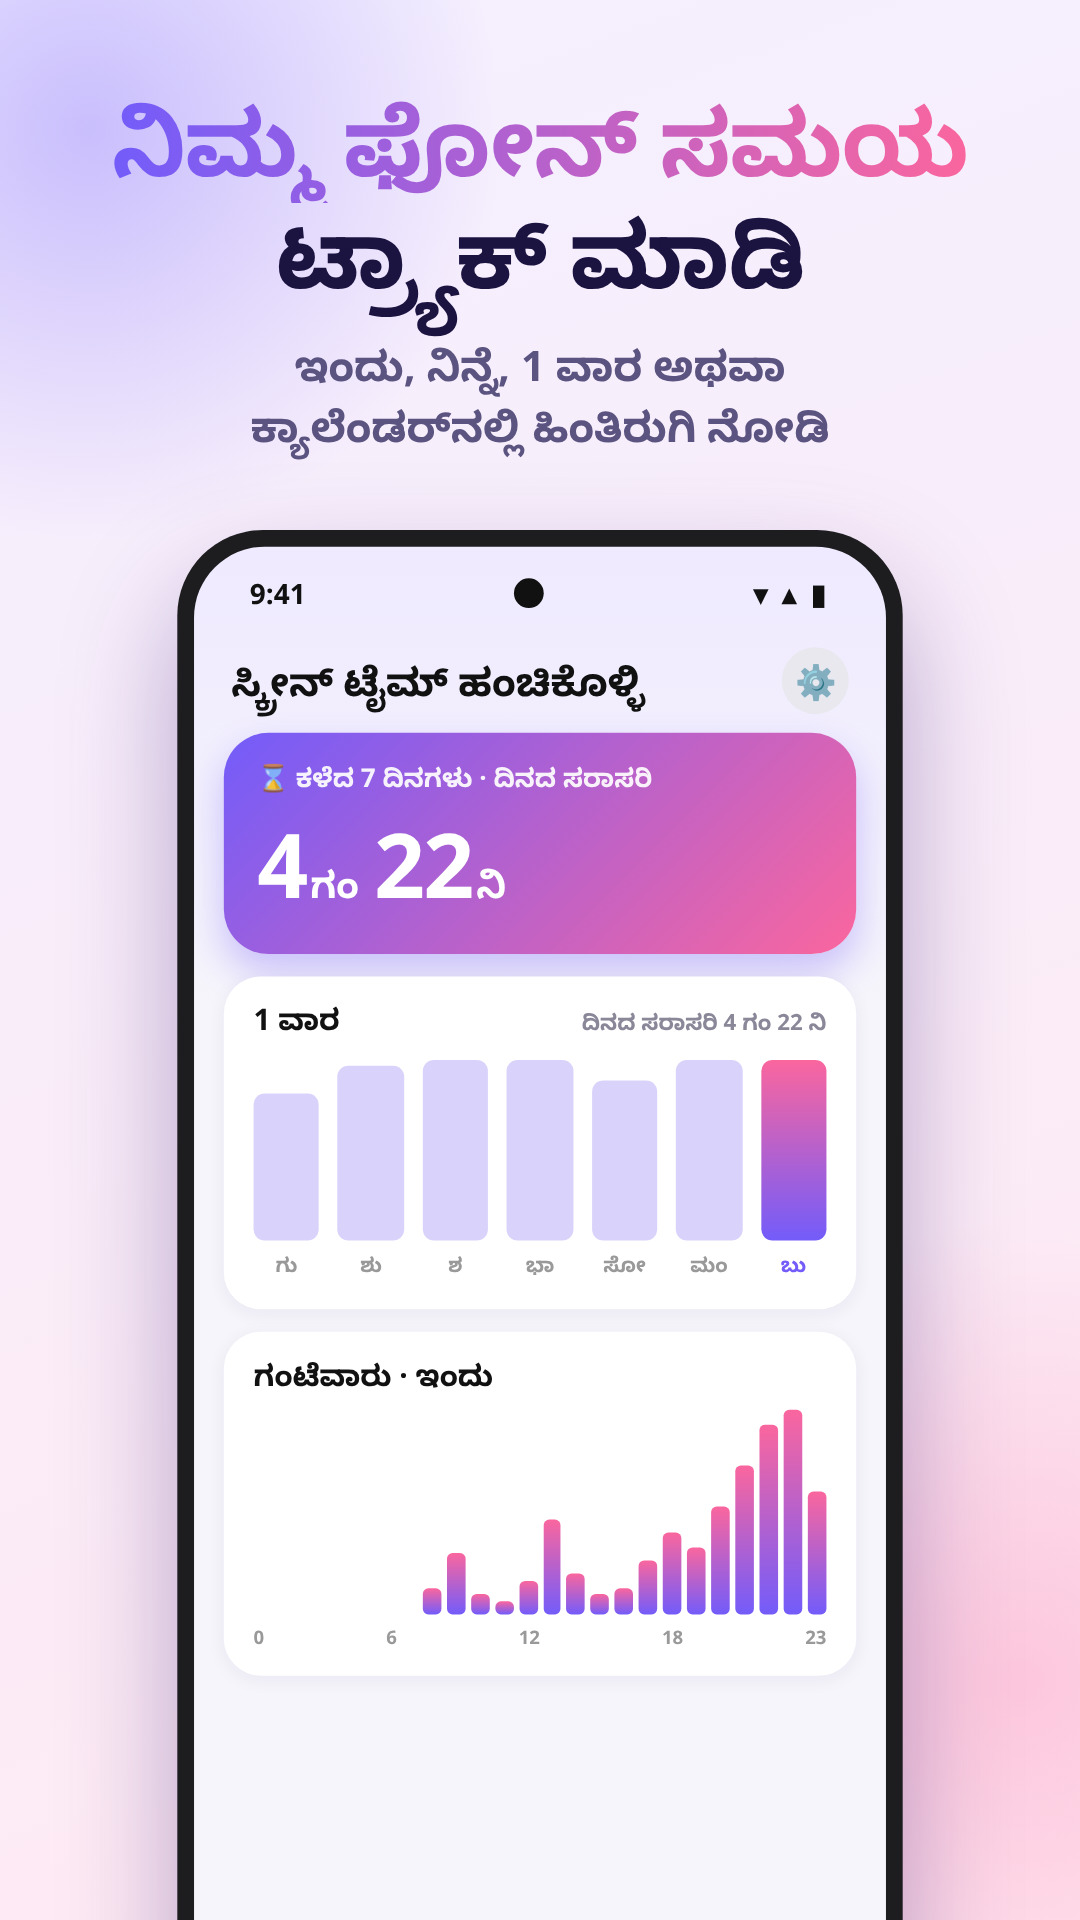 ನಿಮ್ಮ ಫೋನ್ ಸಮಯ
ಟ್ರ್ಯಾಕ್ ಮಾಡಿ
ಇಂದು, ನಿನ್ನೆ, 1 ವಾರ ಅಥವಾ
ಕ್ಯಾಲೆಂಡರ್‌ನಲ್ಲಿ ಹಿಂತಿರುಗಿ ನೋಡಿ
9:41
ಸ್ಕ್ರೀನ್ ಟೈಮ್ ಹಂಚಿಕೊಳ್ಳಿ
⌛ ಕಳೆದ 7 ದಿನಗಳು · ದಿನದ ಸರಾಸರಿ
4ಗಂ 22ನಿ
1 ವಾರ ದಿನದ ಸರಾಸರಿ 4 ಗಂ 22 ನಿ
ಗು ಶು ಶ ಭಾ ಸೋ ಮಂ ಬು
ಗಂಟೆವಾರು · ಇಂದು
0 6 12 18 23